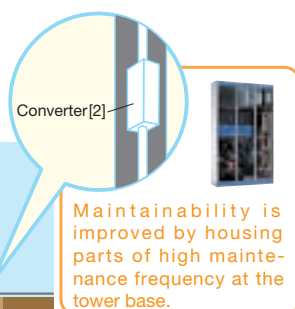 Converter[2]
Maintainability is
improved by housing
parts of high mainte-
nance frequency at the
tower base.